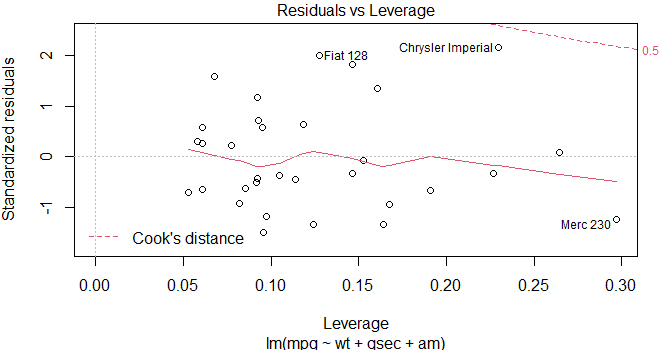 Residuals vs Leverage
Standardized residuals
2
1
0
-1
Fiat 128
Chrysler Imperial
0.5
Merc 230
Cook's distance
0.00 0.05 0.10 0.15 0.20 0.25 0.30
Leverage
lm(mpg ~ wt + qsec + am)